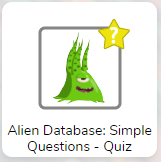 ?
Alien Database: Simple
Questions - Quiz